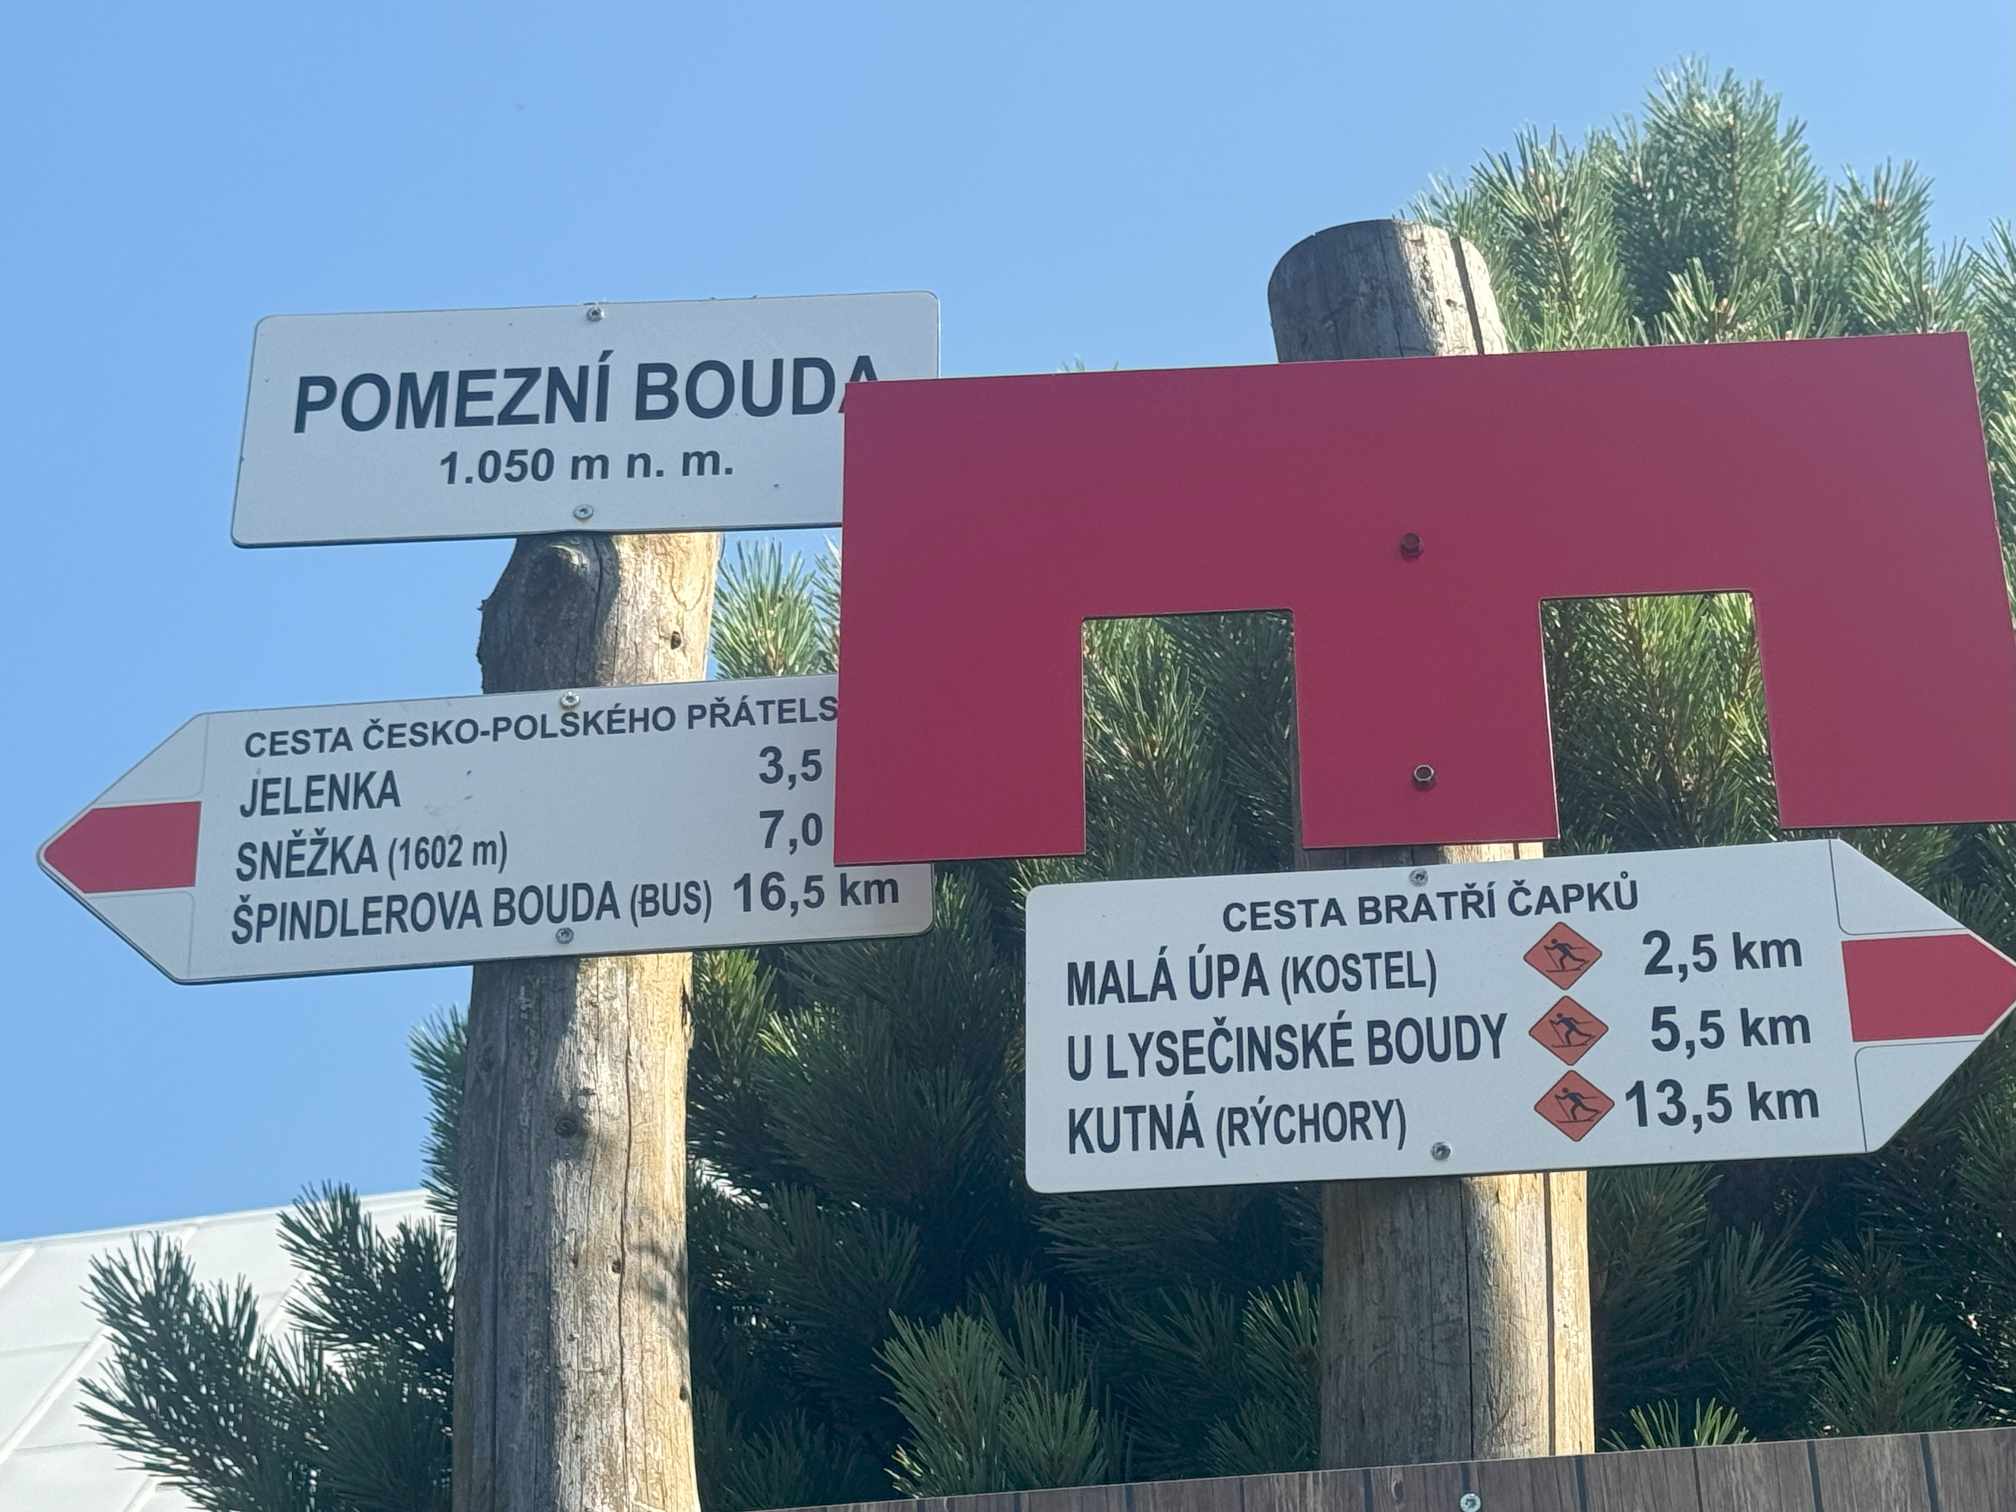 POMEZNÍ BOUDA
1.050 m n. m.
CESTA ČESKO-POLSKÉHO
JELENKA 3,5
SNĚŽKA (1602 m) 7,0
ŠPINDLEROVA BOUDA (BUS) 16,5 km
CESTA BRATŘÍ ČAPKŮ
MALÁ ÚPA (KOSTEL) 2,5 km
U LYSEČINSKÉ BOUDY 5,5 km
KUTNÁ (RÝCHORY) 13,5 km